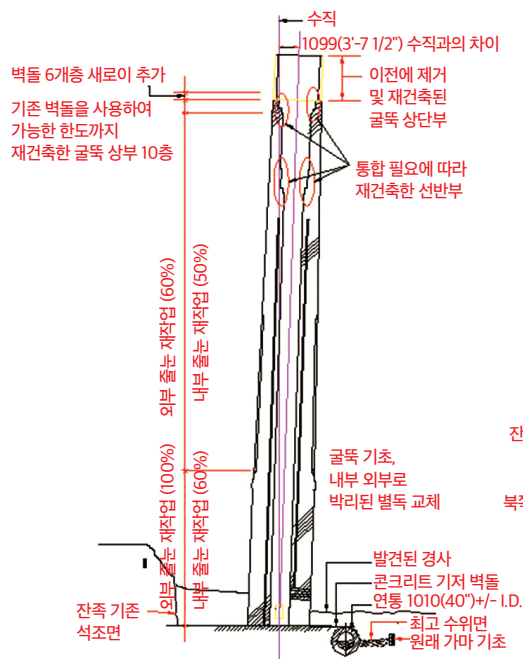 수직
1099(3'-7 1/2") 수직과의 차이
벽돌 6개층 새로이 추가
기존 벽돌을 사용하여
가능한 한도까지
재건축한 굴뚝 상부 10층
이전에 제거
및 재건축된
굴뚝 상단부
통합 필요에 따라
재건축한 선반부
외부 줄눈 재작업 (60%)
내부 줄눈 재작업 (50%)
외부 줄눈 재작업 (100%)
내부 줄눈 재작업 (60%)
굴뚝 기초,
내부 외부로
박리된 별독 교체
잔
북쪽
잔족 기존
석조면
발견된 경사
콘크리트 기저 벽돌
연통 1010(40")+/- I.D.
최고 수위면
원래 가마 기초